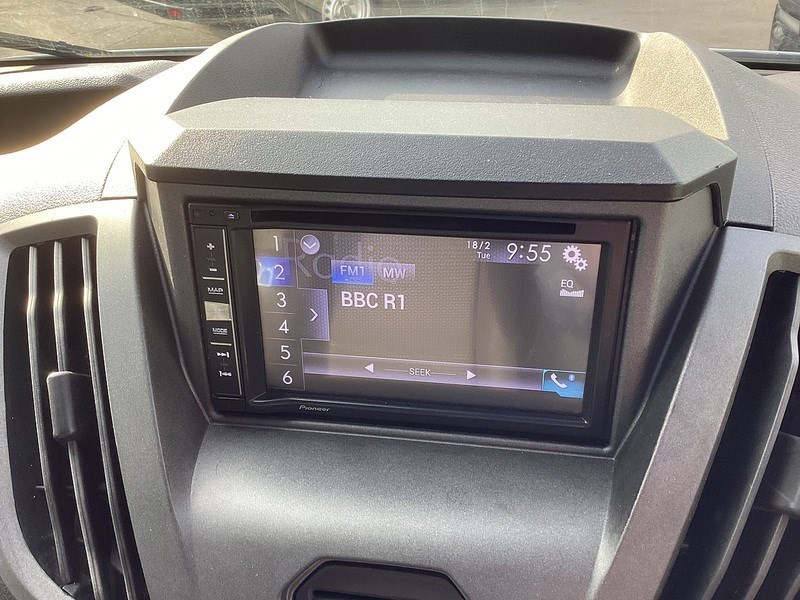 18/2
Tue
9:55
Radio
FM1 MW
EQ
BBC R1
1
2
3
4
5
6
SEEK
MAP
MODE
Pioneer